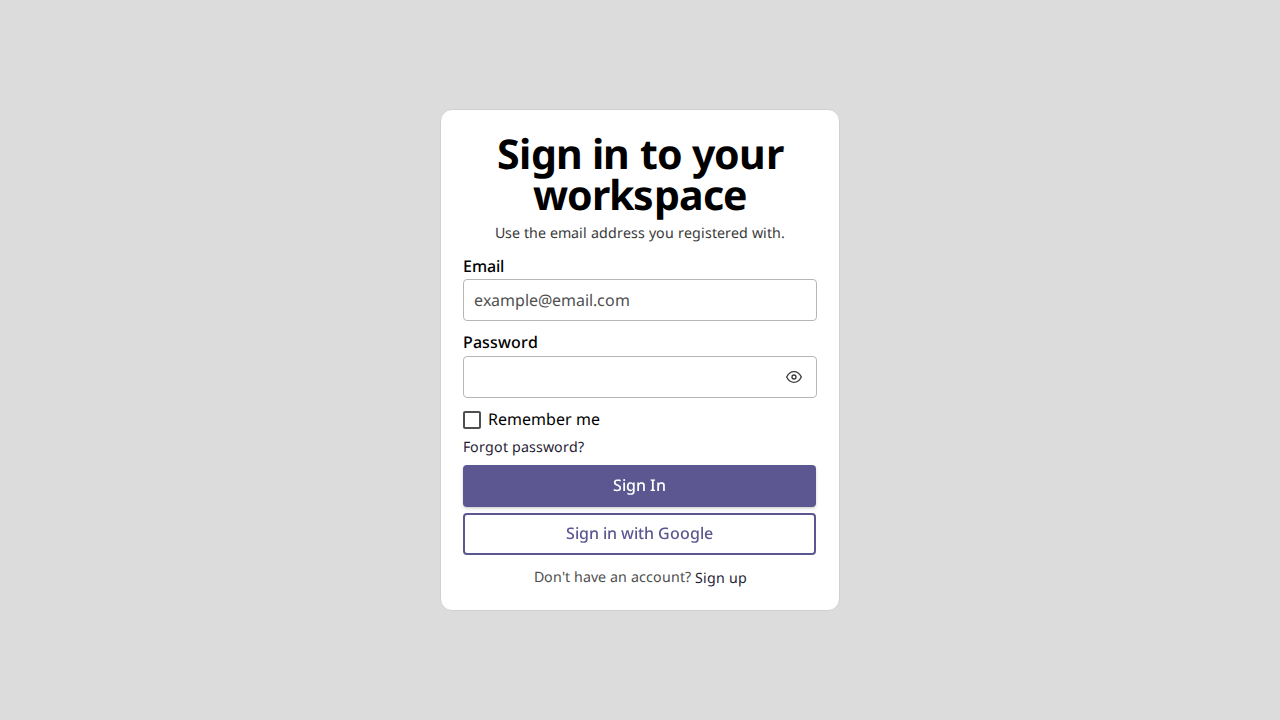 Sign in to your
workspace
Use the email address you registered with.
Email
example@email.com
Password
Remember me
Forgot password?
Sign In
Sign in with Google
Don't have an account? Sign up